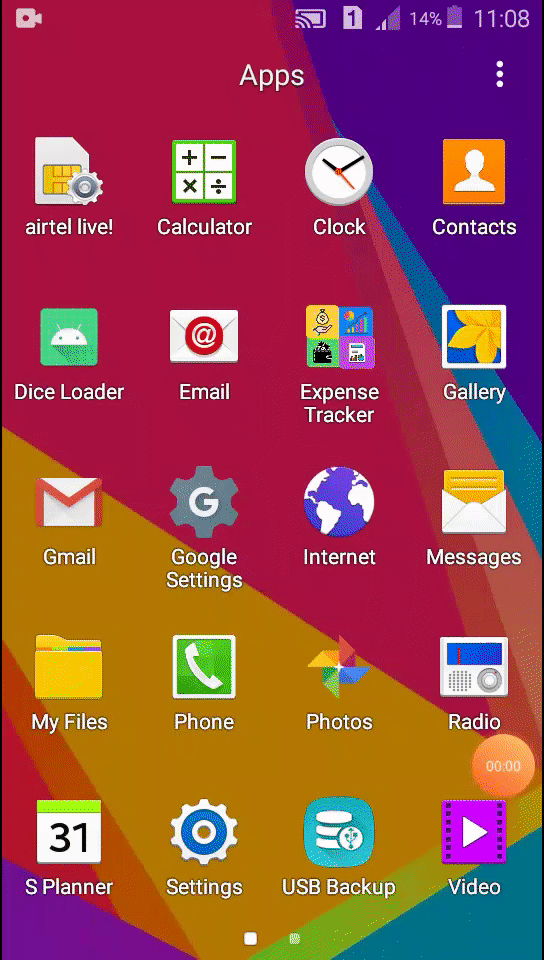 1 14% 11:08
Apps
airtel live! Calculator Clock Contacts
Dice Loader Email Expense Gallery
Tracker
Gmail Google Internet Messages
Settings
My Files Phone Photos Radio
00:00
31
S Planner Settings USB Backup Video